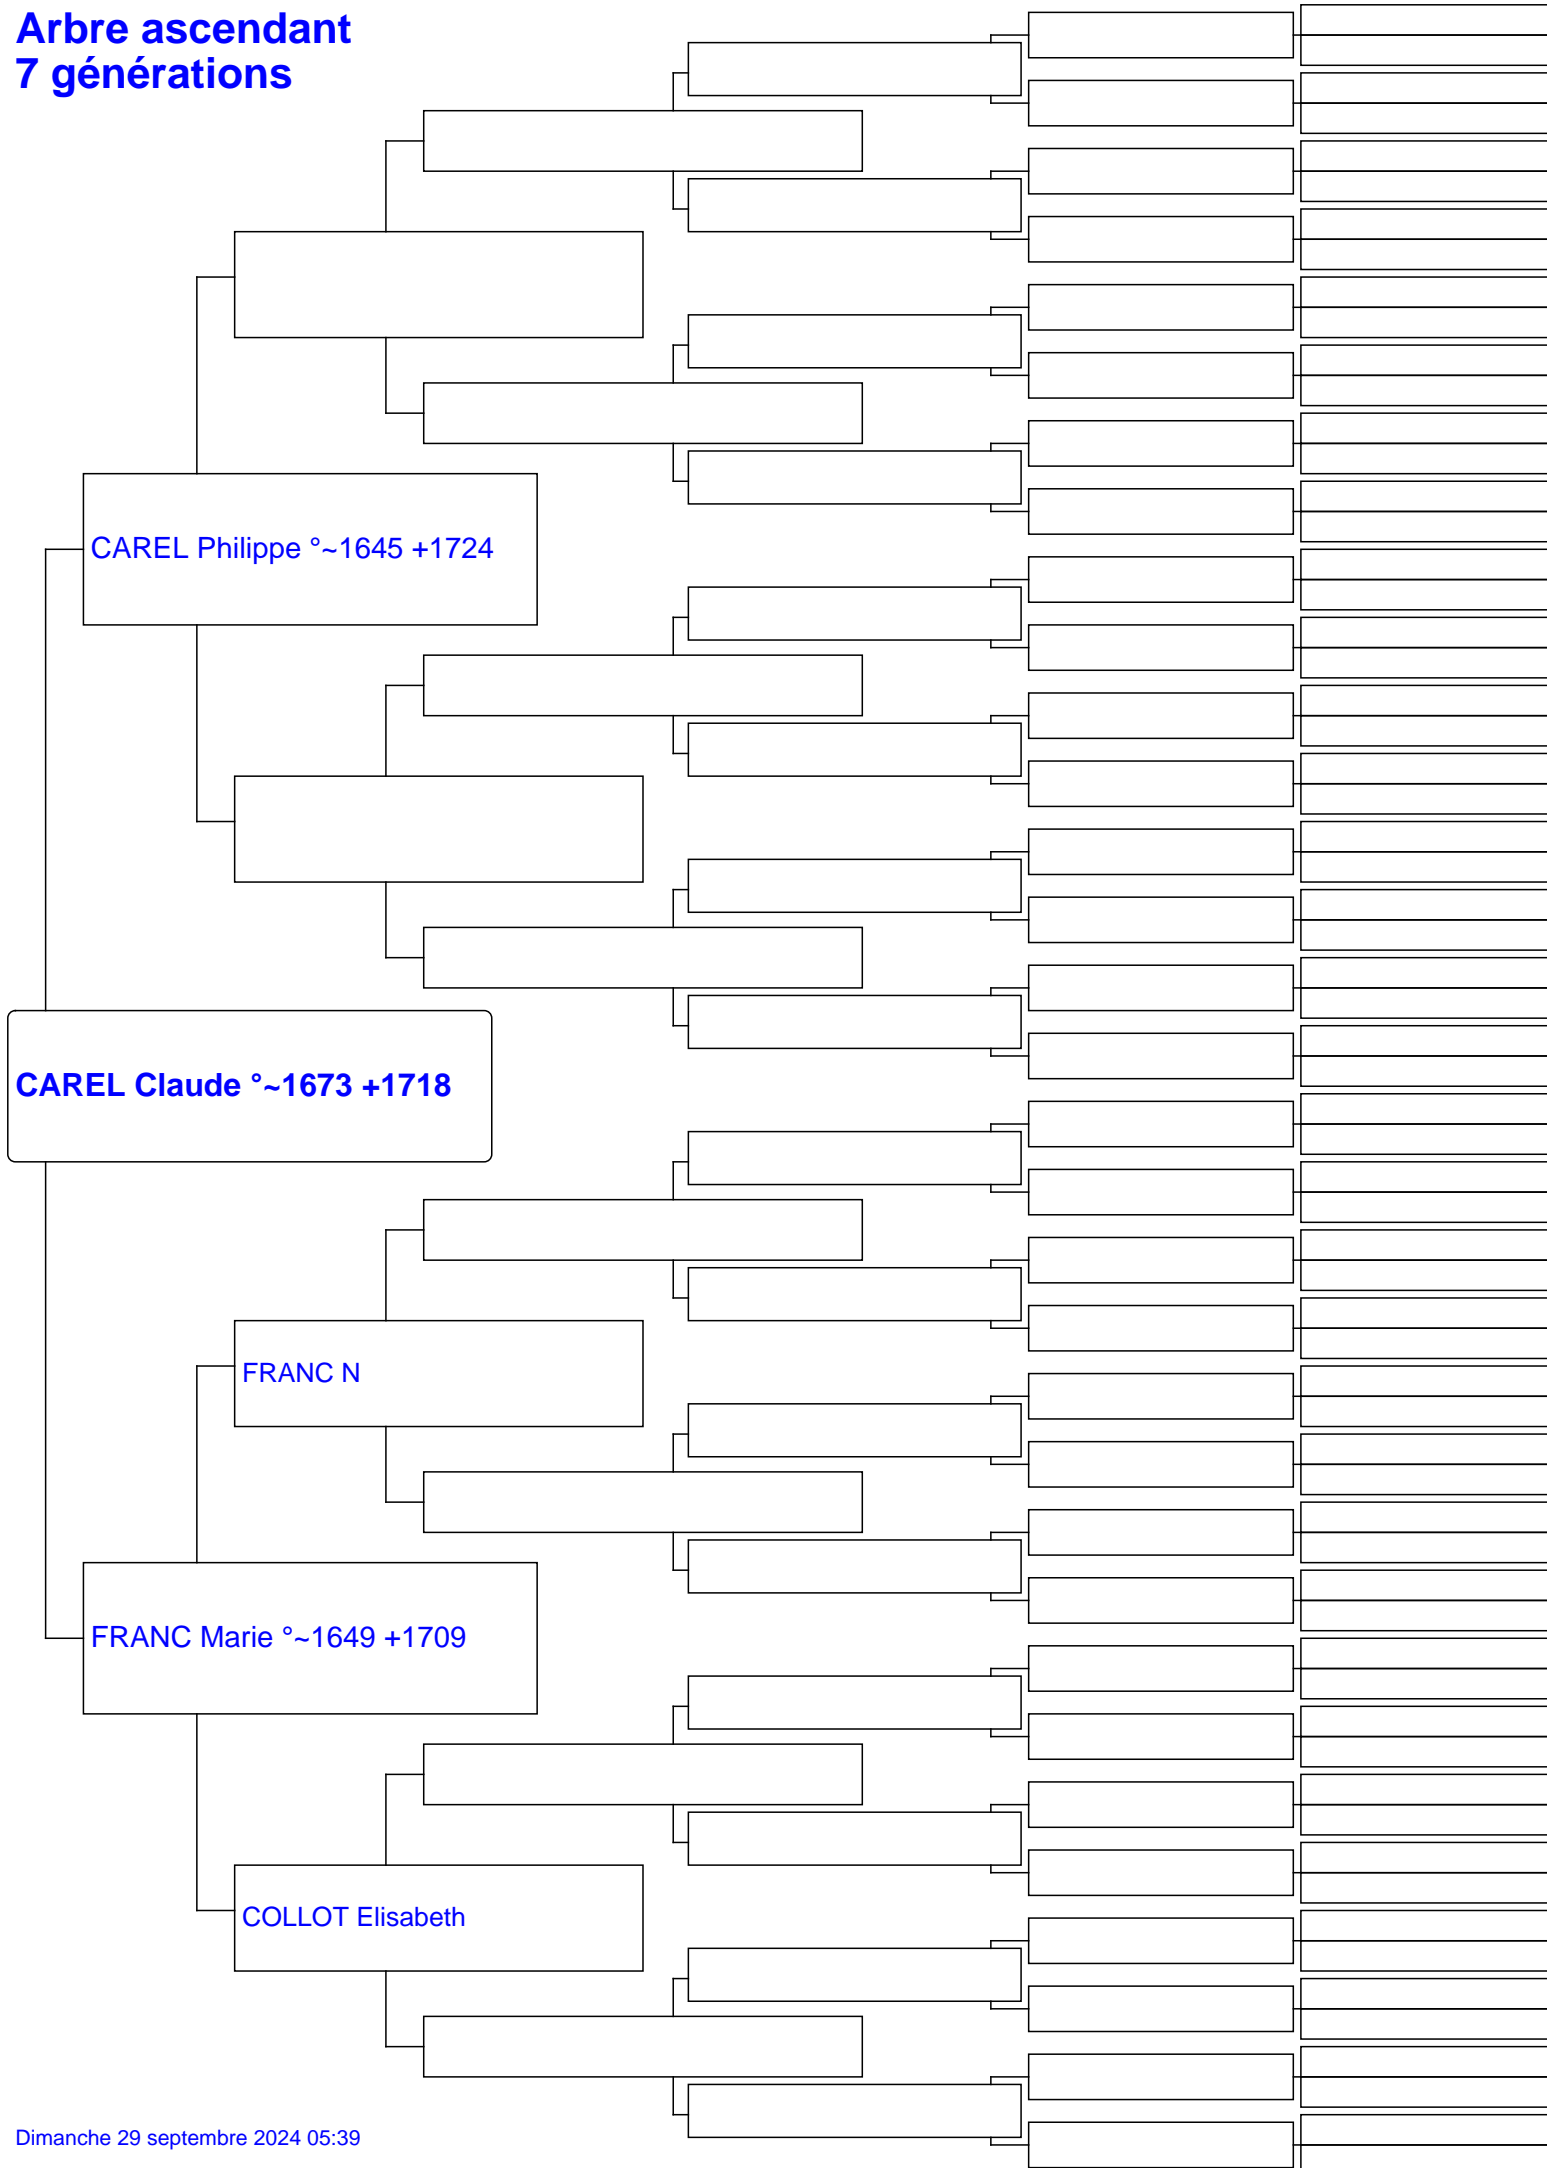 Arbre ascendant
7 générations
CAREL Philippe °~1645 +1724
CAREL Claude °~1673 +1718
FRANC N
FRANC Marie °~1649 +1709
COLLOT Elisabeth
Dimanche 29 septembre 2024 05:39